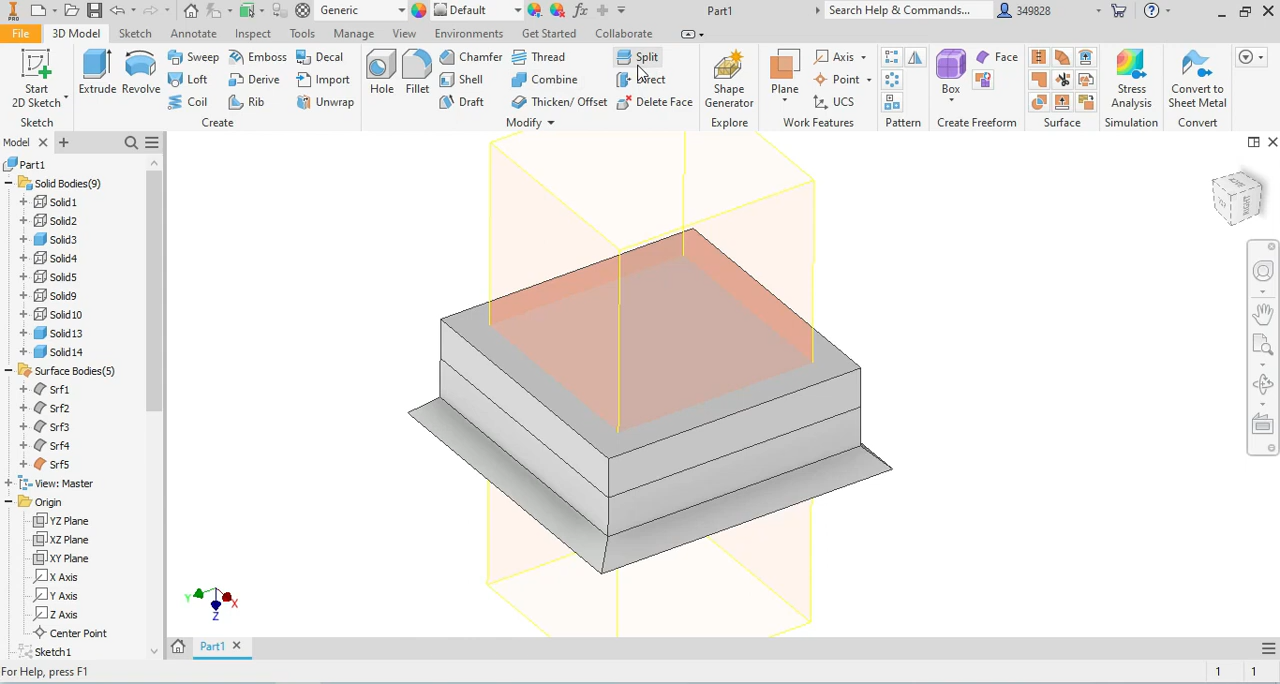 Generic
Default
Part1
Search Help & Commands...
349828
File
3D Model
Sketch
Annotate
Inspect
Tools
Manage
View
Environments
Get Started
Collaborate
Start
2D Sketch
Extrude
Revolve
Sweep
Loft
Coil
Emboss
Derive
Rib
Decal
Import
Unwrap
Hole
Fillet
Chamfer
Shell
Draft
Thread
Combine
Thicken/ Offset
Split
Delete Face
Shape
Generator
Plane
Axis
Point
UCS
Box
Face
Stress
Analysis
Convert to
Sheet Metal
Sketch
Create
Modify
Explore
Work Features
Pattern
Create Freeform
Surface
Simulation
Convert
Model
Part1
Solid Bodies(9)
Solid1
Solid2
Solid3
Solid4
Solid5
Solid9
Solid10
Solid13
Solid14
Surface Bodies(5)
Srf1
Srf2
Srf3
Srf4
Srf5
View: Master
Origin
YZ Plane
XZ Plane
XY Plane
X Axis
Y Axis
Z Axis
Center Point
Sketch1
RIGHT
Y
X
Z
Part1
For Help, press F1
1
1